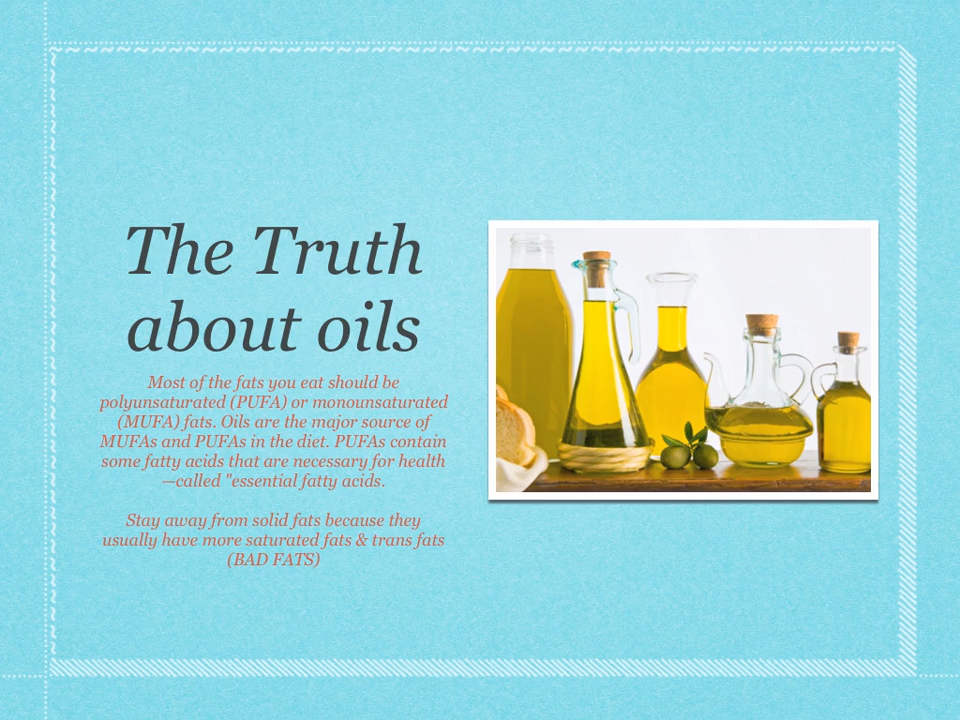 The Truth
about oils
Most of the fats you eat should be
polyunsaturated (PUFA) or monounsaturated
(MUFA) fats. Oils are the major source of
MUFAs and PUFAs in the diet. PUFAs contain
some fatty acids that are necessary for health
—called "essential fatty acids.
Stay away from solid fats because they
usually have more saturated fats & trans fats
(BAD FATS)